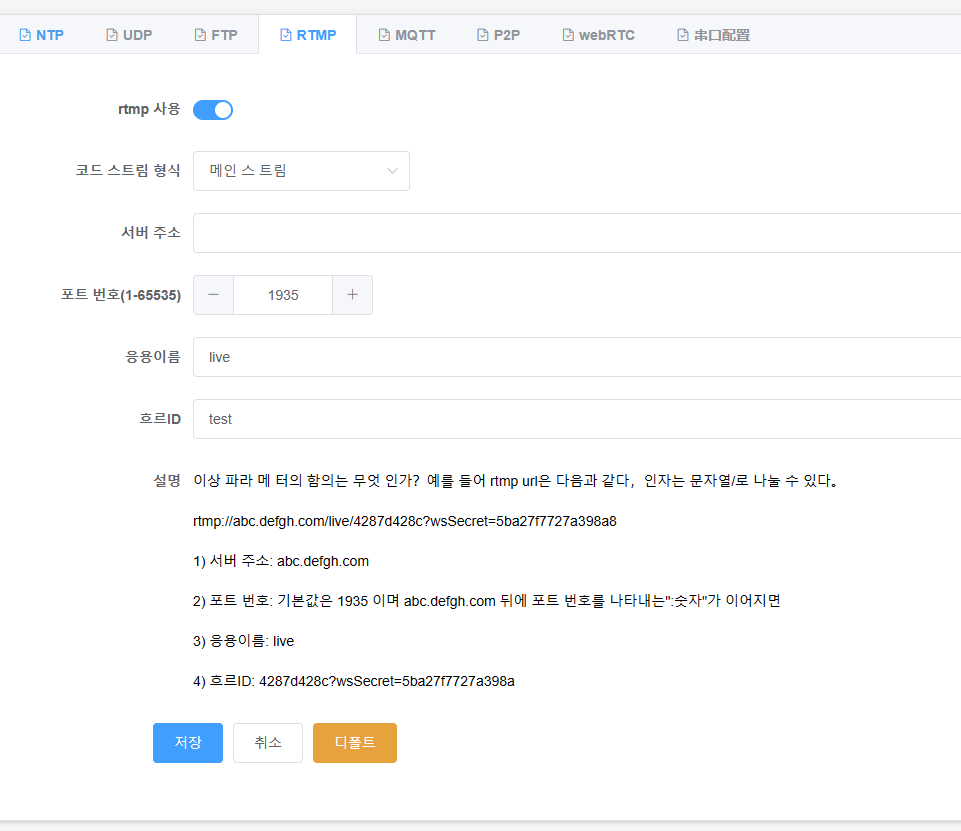 NTP UDP FTP RTMP MQTT P2P webRTC 串口配置
rtmp 사용
코드 스트림 형식 메인 스 트림
서버 주소
포트 번호(1-65535) 1935
응용이름 live
흐르ID test
설명 이상 파라 메 터의 함의는 무엇 인가? 예를 들어 rtmp url은 다음과 같다, 인자는 문자열/로 나눌 수 있다。
rtmp://abc.defgh.com/live/4287d428c?wsSecret=5ba27f7727a398a8
1) 서버 주소: abc.defgh.com
2) 포트 번호: 기본값은 1935 이며 abc.defgh.com 뒤에 포트 번호를 나타내는":숫자"가 이어지면
3) 응용이름: live
4) 흐르ID: 4287d428c?wsSecret=5ba27f7727a398a
저장 취소 디폴트